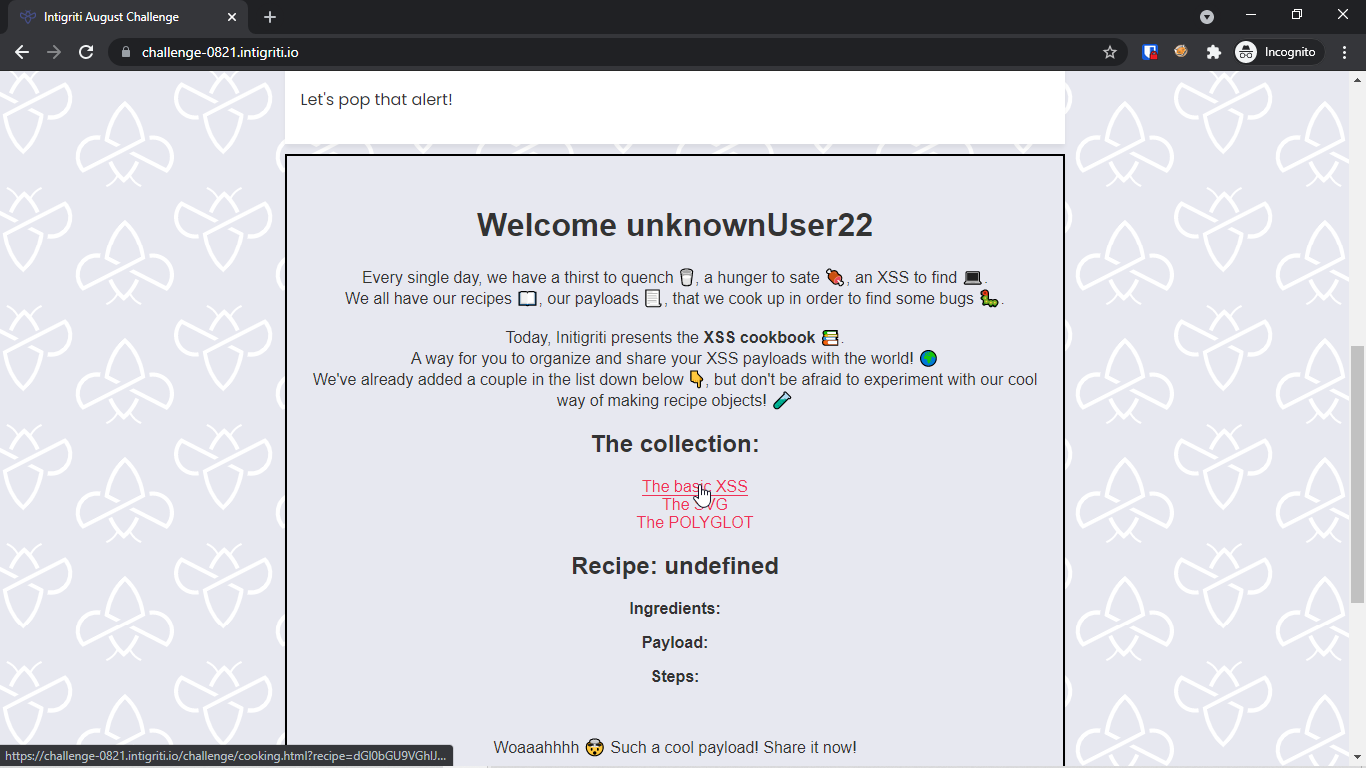 Intigriti August Challenge
challenge-0821.intigriti.io
Incognito
Let's pop that alert!
Welcome unknownUser22
Every single day, we have a thirst to quench 🥛, a hunger to sate 🍖, an XSS to find 💻.
We all have our recipes 📖, our payloads 📃, that we cook up in order to find some bugs 🐛.
Today, Initigriti presents the XSS cookbook 📚.
A way for you to organize and share your XSS payloads with the world! 🌍
We've already added a couple in the list down below 👇, but don't be afraid to experiment with our cool
way of making recipe objects! 🧪
The collection:
The basic XSS
The SVG
The POLYGLOT
Recipe: undefined
Ingredients:
Payload:
Steps:
Woaaahhhh 🤯 Such a cool payload! Share it now!
https://challenge-0821.intigriti.io/challenge/cooking.html?recipe=dGl0bGU9VGhlJ...